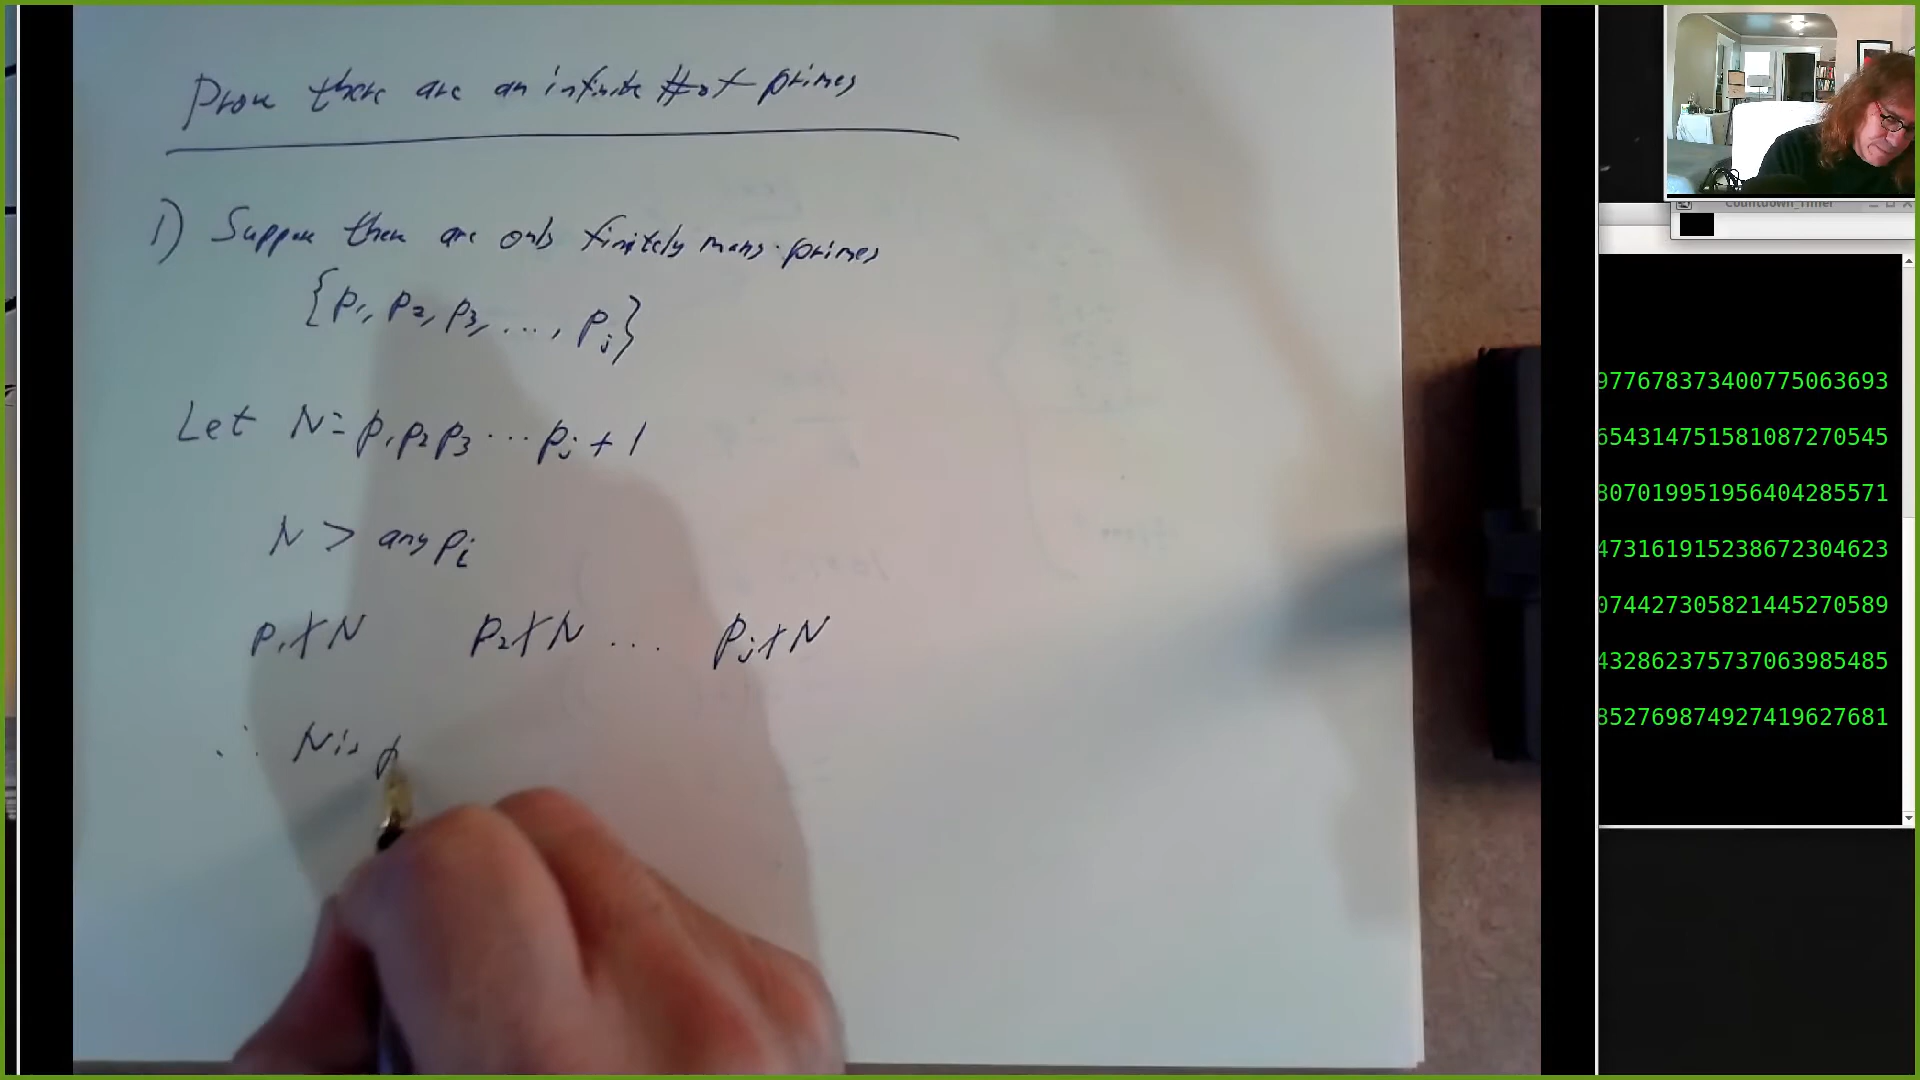 Prove there are an infinite # of primes
1) Suppose there are only finitely many primes
{p₁, p₂, p₃, ..., pⱼ}
Let N = p₁p₂p₃ ⋯ pⱼ + 1
N > any pᵢ
p₁∤N p₂∤N ... pⱼ∤N
∴ N is p
Countdown_Timer
977678373400775063693
654314751581087270545
807019951956404285571
473161915238672304623
074427305821445270589
432862375737063985485
852769874927419627681